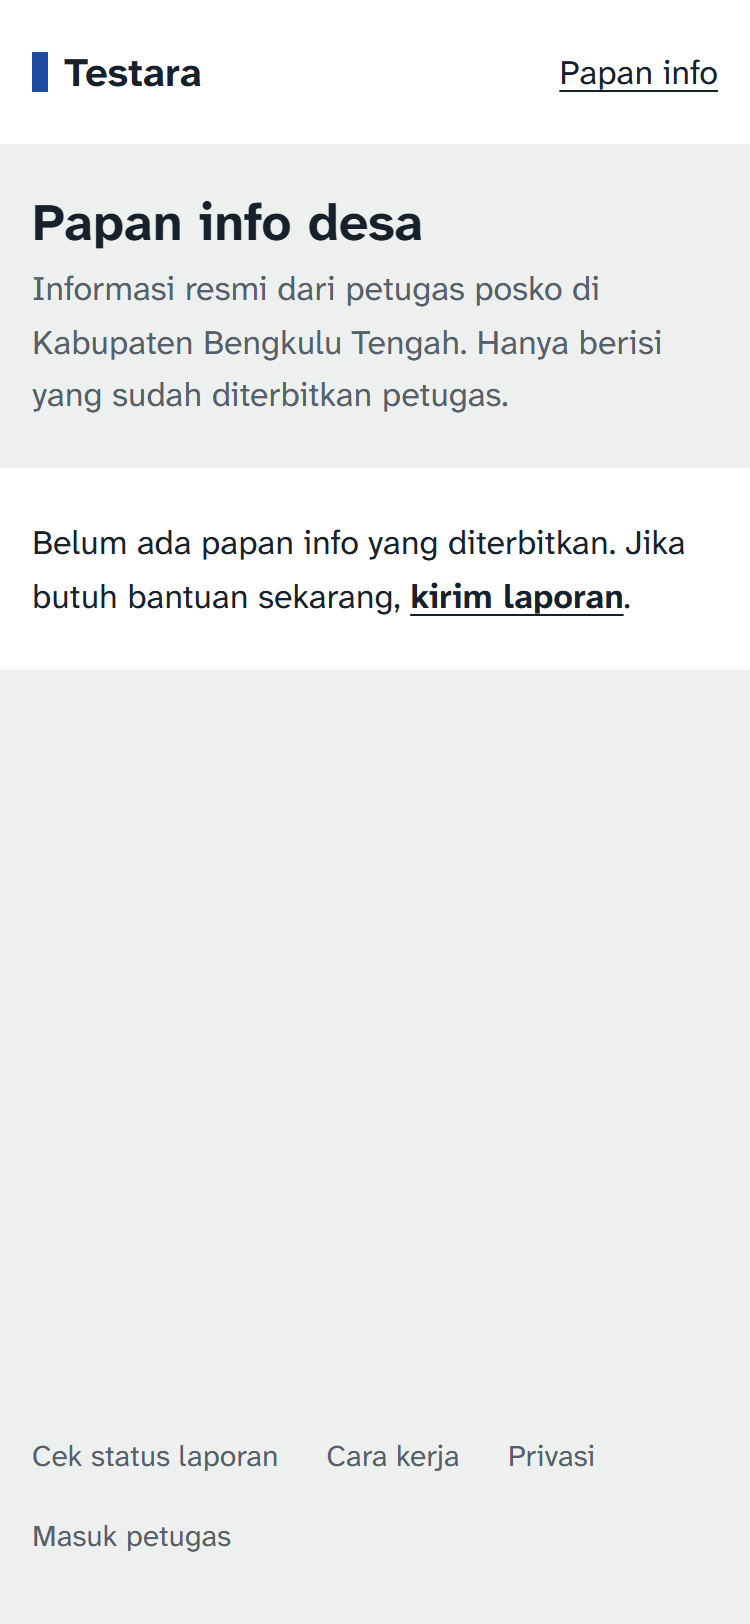 Testara
Papan info
Papan info desa
Informasi resmi dari petugas posko di
Kabupaten Bengkulu Tengah. Hanya berisi
yang sudah diterbitkan petugas.
Belum ada papan info yang diterbitkan. Jika
butuh bantuan sekarang, kirim laporan.
Cek status laporan
Cara kerja
Privasi
Masuk petugas